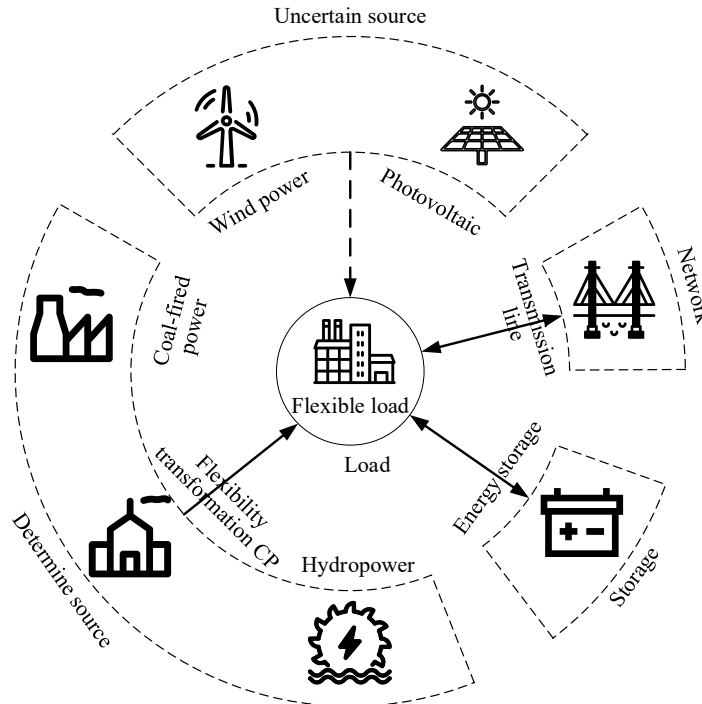 Uncertain source
Wind power
Photovoltaic
Coal-fired
power
Transmission
line
Network
Flexible load
Load
Flexibility
transformation CP
Energy storage
Storage
Hydropower
Determine source